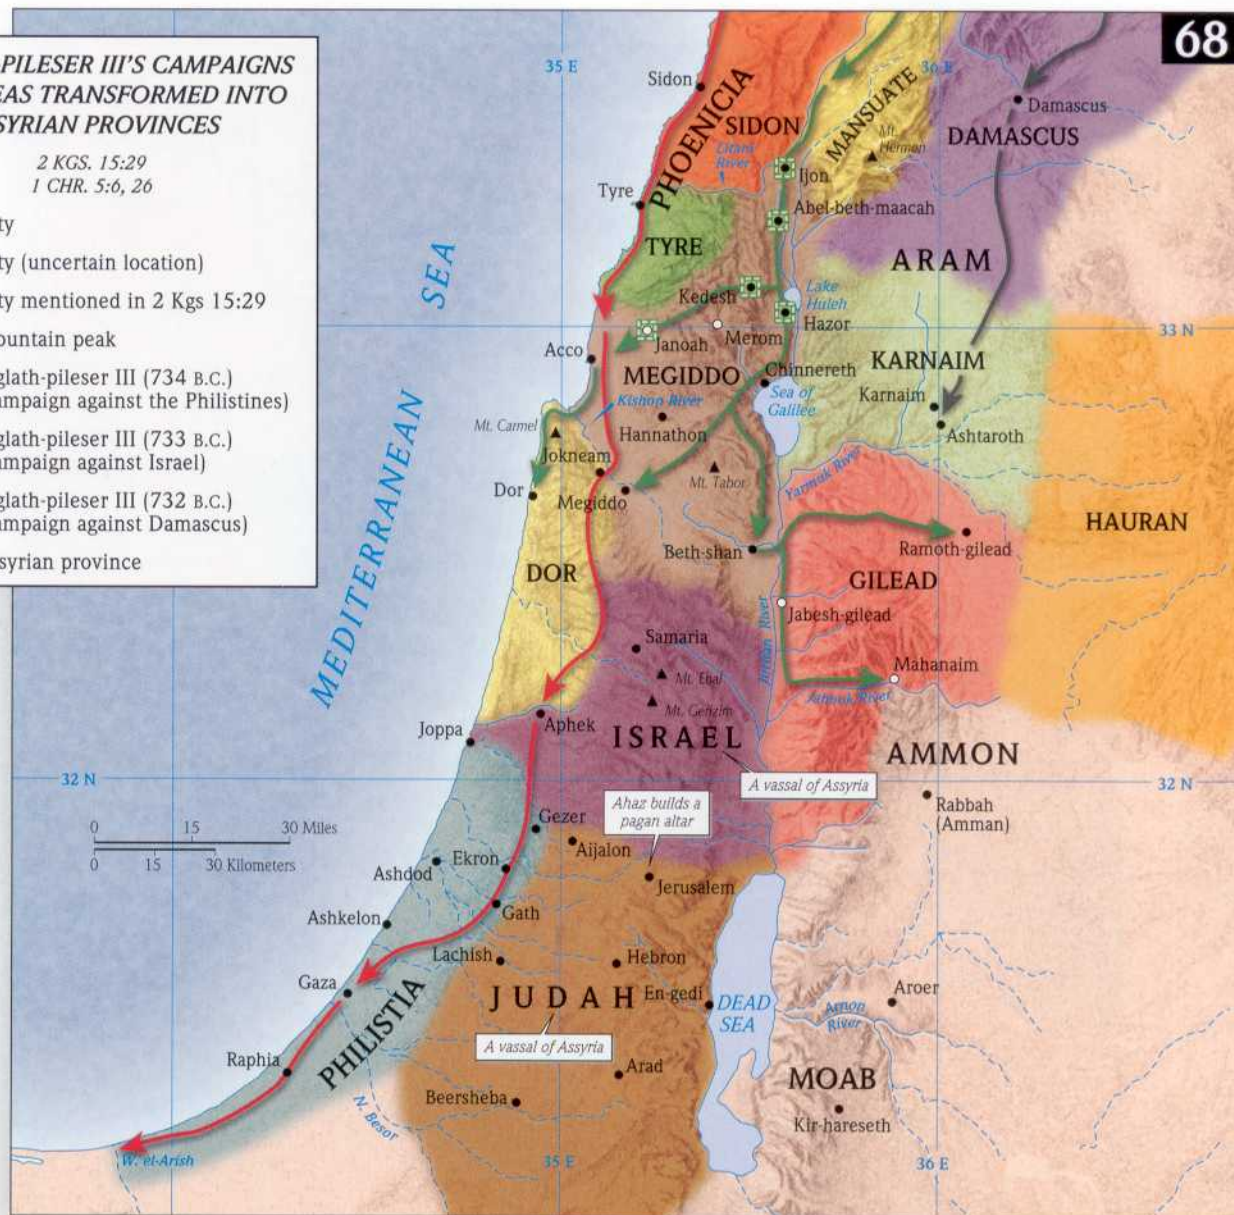 68
-PILESER III'S CAMPAIGNS
EAS TRANSFORMED INTO
SYRIAN PROVINCES
2 KGS. 15:29
1 CHR. 5:6, 26
ty
ty (uncertain location)
ty mentioned in 2 Kgs 15:29
ountain peak
glath-pileser III (734 B.C.)
ampaign against the Philistines)
glath-pileser III (733 B.C.)
ampaign against Israel)
glath-pileser III (732 B.C.)
ampaign against Damascus)
syrian province
35 E
36 E
Sidon
PHOENICIA
SIDON
Litani
River
MANSUATE
Mt.
Hermon
Damascus
DAMASCUS
Ijon
Tyre
Abel-beth-maacah
TYRE
ARAM
Kedesh
Lake
Huleh
Hazor
33 N
Janoah
Merom
Acco
MEGIDDO
Chinnereth
KARNAIM
Kishon River
Sea of
Galilee
Karnaim
Mt. Carmel
Hannathon
Ashtaroth
Jokneam
Mt. Tabor
Yarmuk River
Dor
Megiddo
HAURAN
Beth-shan
Ramoth-gilead
DOR
GILEAD
Jabesh-gilead
Jordan River
MEDITERRANEAN SEA
Samaria
Mt. Ebal
Mahanaim
Mt. Gerizim
Jabbok River
Joppa
Aphek
ISRAEL
AMMON
32 N
32 N
A vassal of Assyria
Rabbah
(Amman)
Ahaz builds a
pagan altar
0 15 30 Miles
0 15 30 Kilometers
Gezer
Aijalon
Ekron
Ashdod
Jerusalem
Gath
Ashkelon
Lachish
Hebron
Gaza
JUDAH
En-gedi
DEAD
SEA
Aroer
Arnon
River
PHILISTIA
A vassal of Assyria
Raphia
Arad
MOAB
Beersheba
Kir-hareseth
N. Besor
W. el-Arish
35 E
36 E